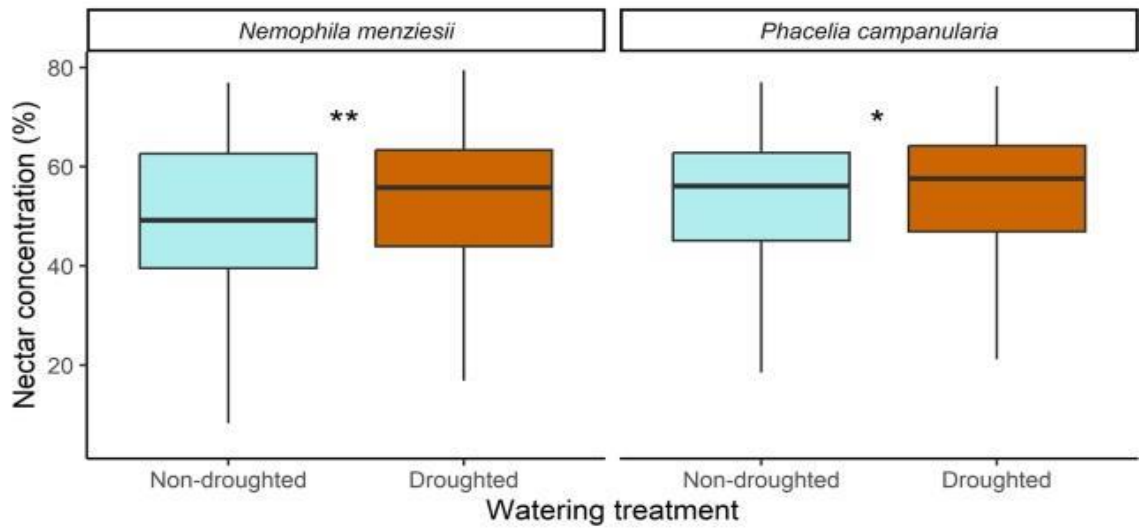 Nemophila menziesii
Phacelia campanularia
Nectar concentration (%)
80
60
40
20
**
*
Non-droughted
Droughted
Non-droughted
Droughted
Watering treatment